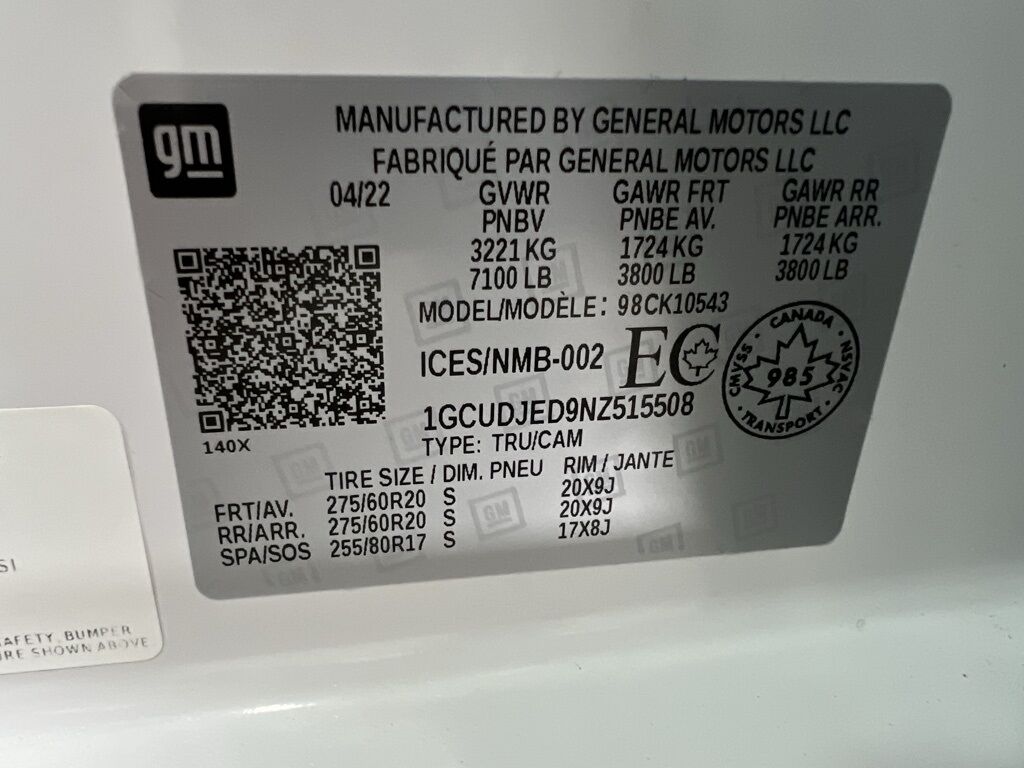 gm
MANUFACTURED BY GENERAL MOTORS LLC
FABRIQUÉ PAR GENERAL MOTORS LLC
04/22 GVWR GAWR FRT GAWR RR
PNBV PNBE AV. PNBE ARR.
3221 KG 1724 KG 1724 KG
7100 LB 3800 LB 3800 LB
MODEL/MODÈLE: 98CK10543
ICES/NMB-002 EC
CANADA
CMVSS NSVAC
985
TRANSPORT
1GCUDJED9NZ515508
140X
TYPE: TRU/CAM
TIRE SIZE / DIM. PNEU RIM / JANTE
FRT/AV. 275/60R20 S 20X9J
RR/ARR. 275/60R20 S 20X9J
SPA/SOS 255/80R17 S 17X8J
GM
GM
GM
BUMPER
SHOWN ABOVE